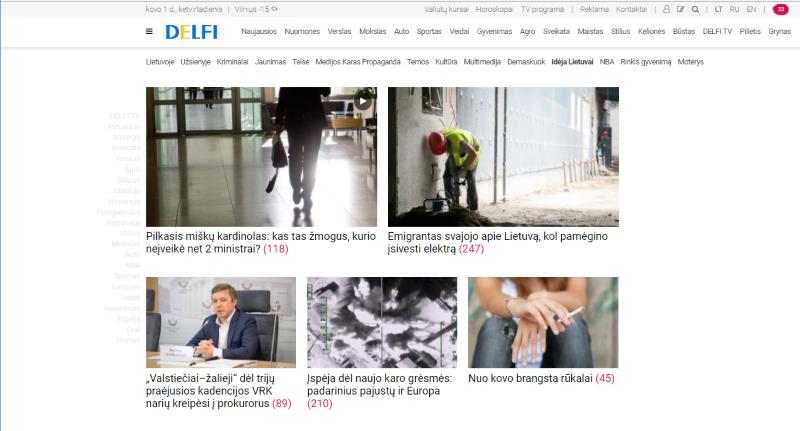 kovo 1 d., ketvirtadienis | Vilnius -15
Valiutų kursai Horoskopai TV programa | Reklama Kontaktai | LT RU EN 23
DELFI Naujausios Nuomonės Verslas Mokslas Auto Sportas Veidai Gyvenimas Agro Sveikata Maistas Stilius Kelionės Būstas DELFI TV Pilietis Grynas
Lietuvoje Užsienyje Kriminalai Jaunimas Teisė Medijos Karas Propaganda Temos Kultūra Multimedija Demaskuok Idėja Lietuvai NBA Rinkis gyvenimą Moterys
DELFI TV
Aktualijos
Moterys
Sveikata
Verslas
Agro
Būstas
Maistas
Užsienyje
Fotogalerijos
Kriminalai
Stilius
Mokslas
Auto
NBA
Sportas
Kelionės
Veidai
Gyvenimas
Pilietis
Orai
Grynas
Pilkasis miškų kardinolas: kas tas žmogus, kurio
neįveikė net 2 ministrai? (118)
Emigrantas svajojo apie Lietuvą, kol pamėgino
įsivesti elektrą (247)
„Valstiečiai–žalieji“ dėl trijų
praėjusios kadencijos VRK
narių kreipėsi į prokurorus (89)
Įspėja dėl naujo karo grėsmės:
padarinius pajustų ir Europa
(210)
Nuo kovo brangsta rūkalai (45)